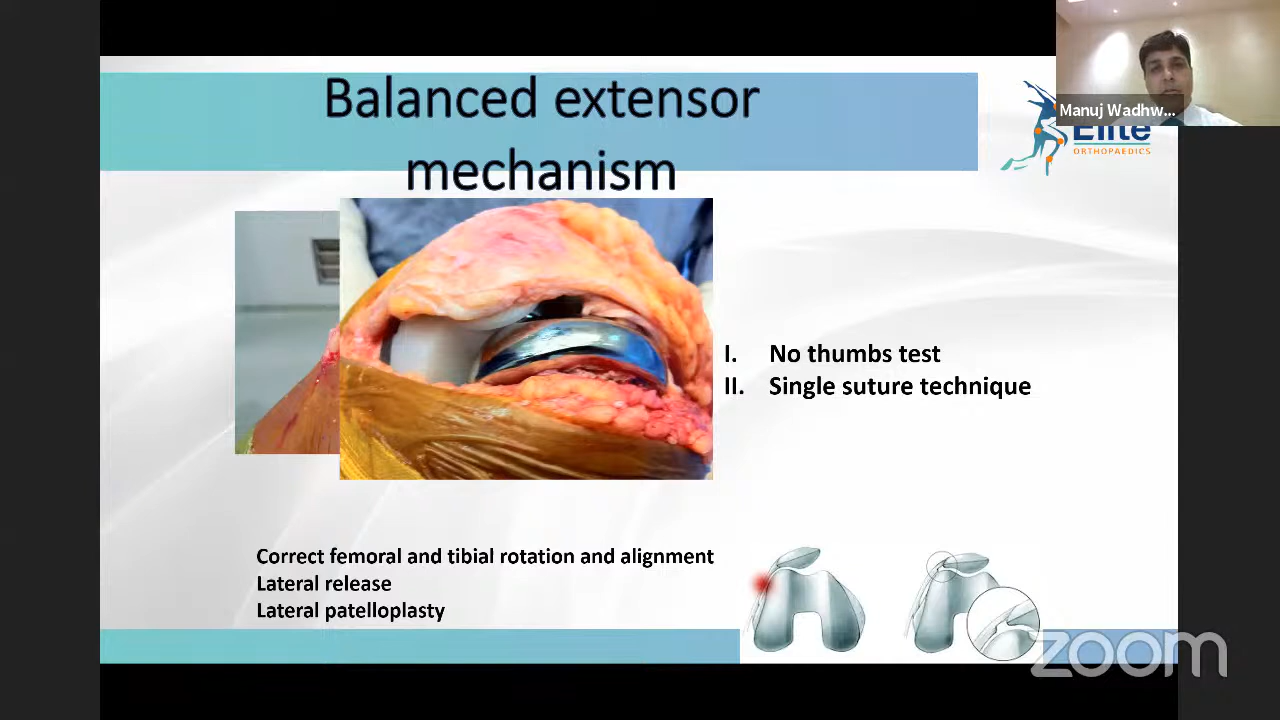 Balanced extensor
mechanism
Manuj Wadhw...
Elite
ORTHOPAEDICS
I. No thumbs test
II. Single suture technique
Correct femoral and tibial rotation and alignment
Lateral release
Lateral patelloplasty
zoom